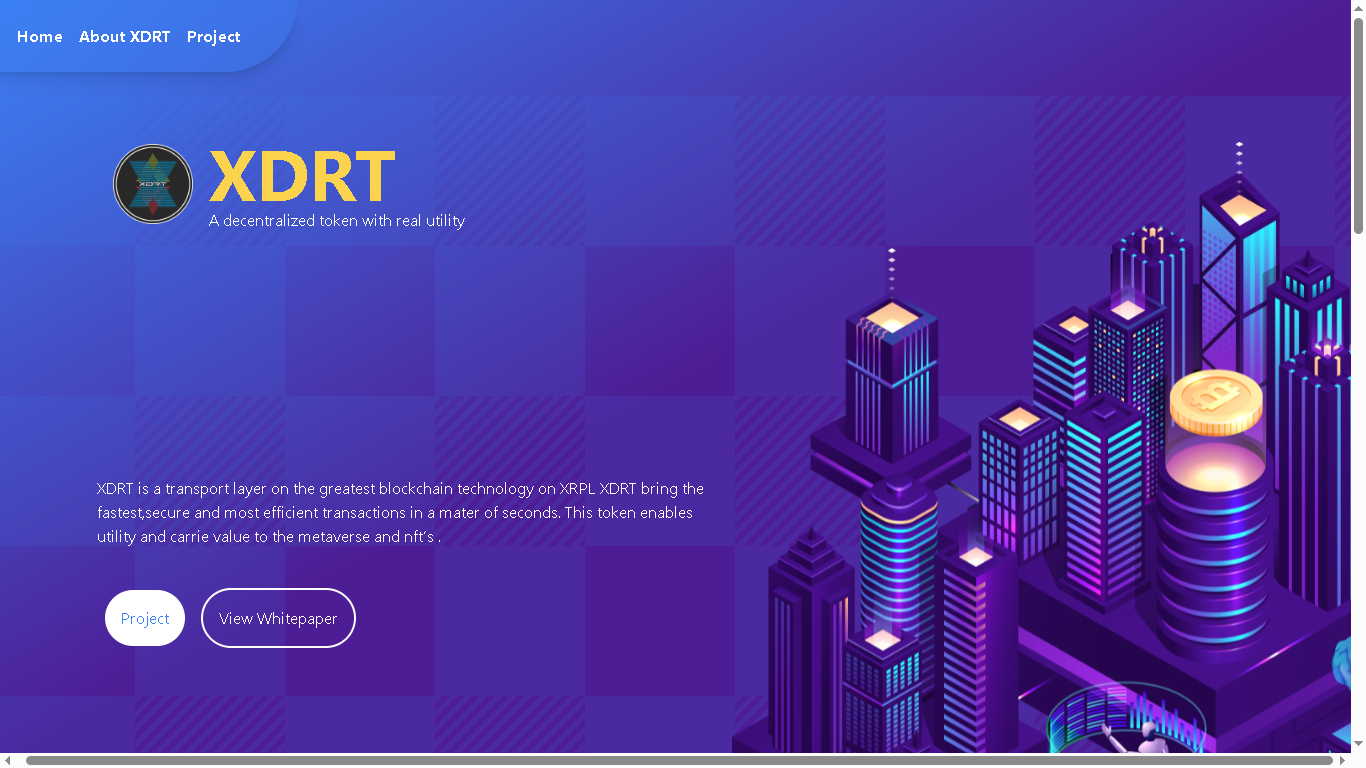 Home About XDRT Project
XDRT
XDRT
A decentralized token with real utility
XDRT is a transport layer on the greatest blockchain technology on XRPL XDRT bring the
fastest,secure and most efficient transactions in a mater of seconds. This token enables
utility and carrie value to the metaverse and nft’s .
Project View Whitepaper